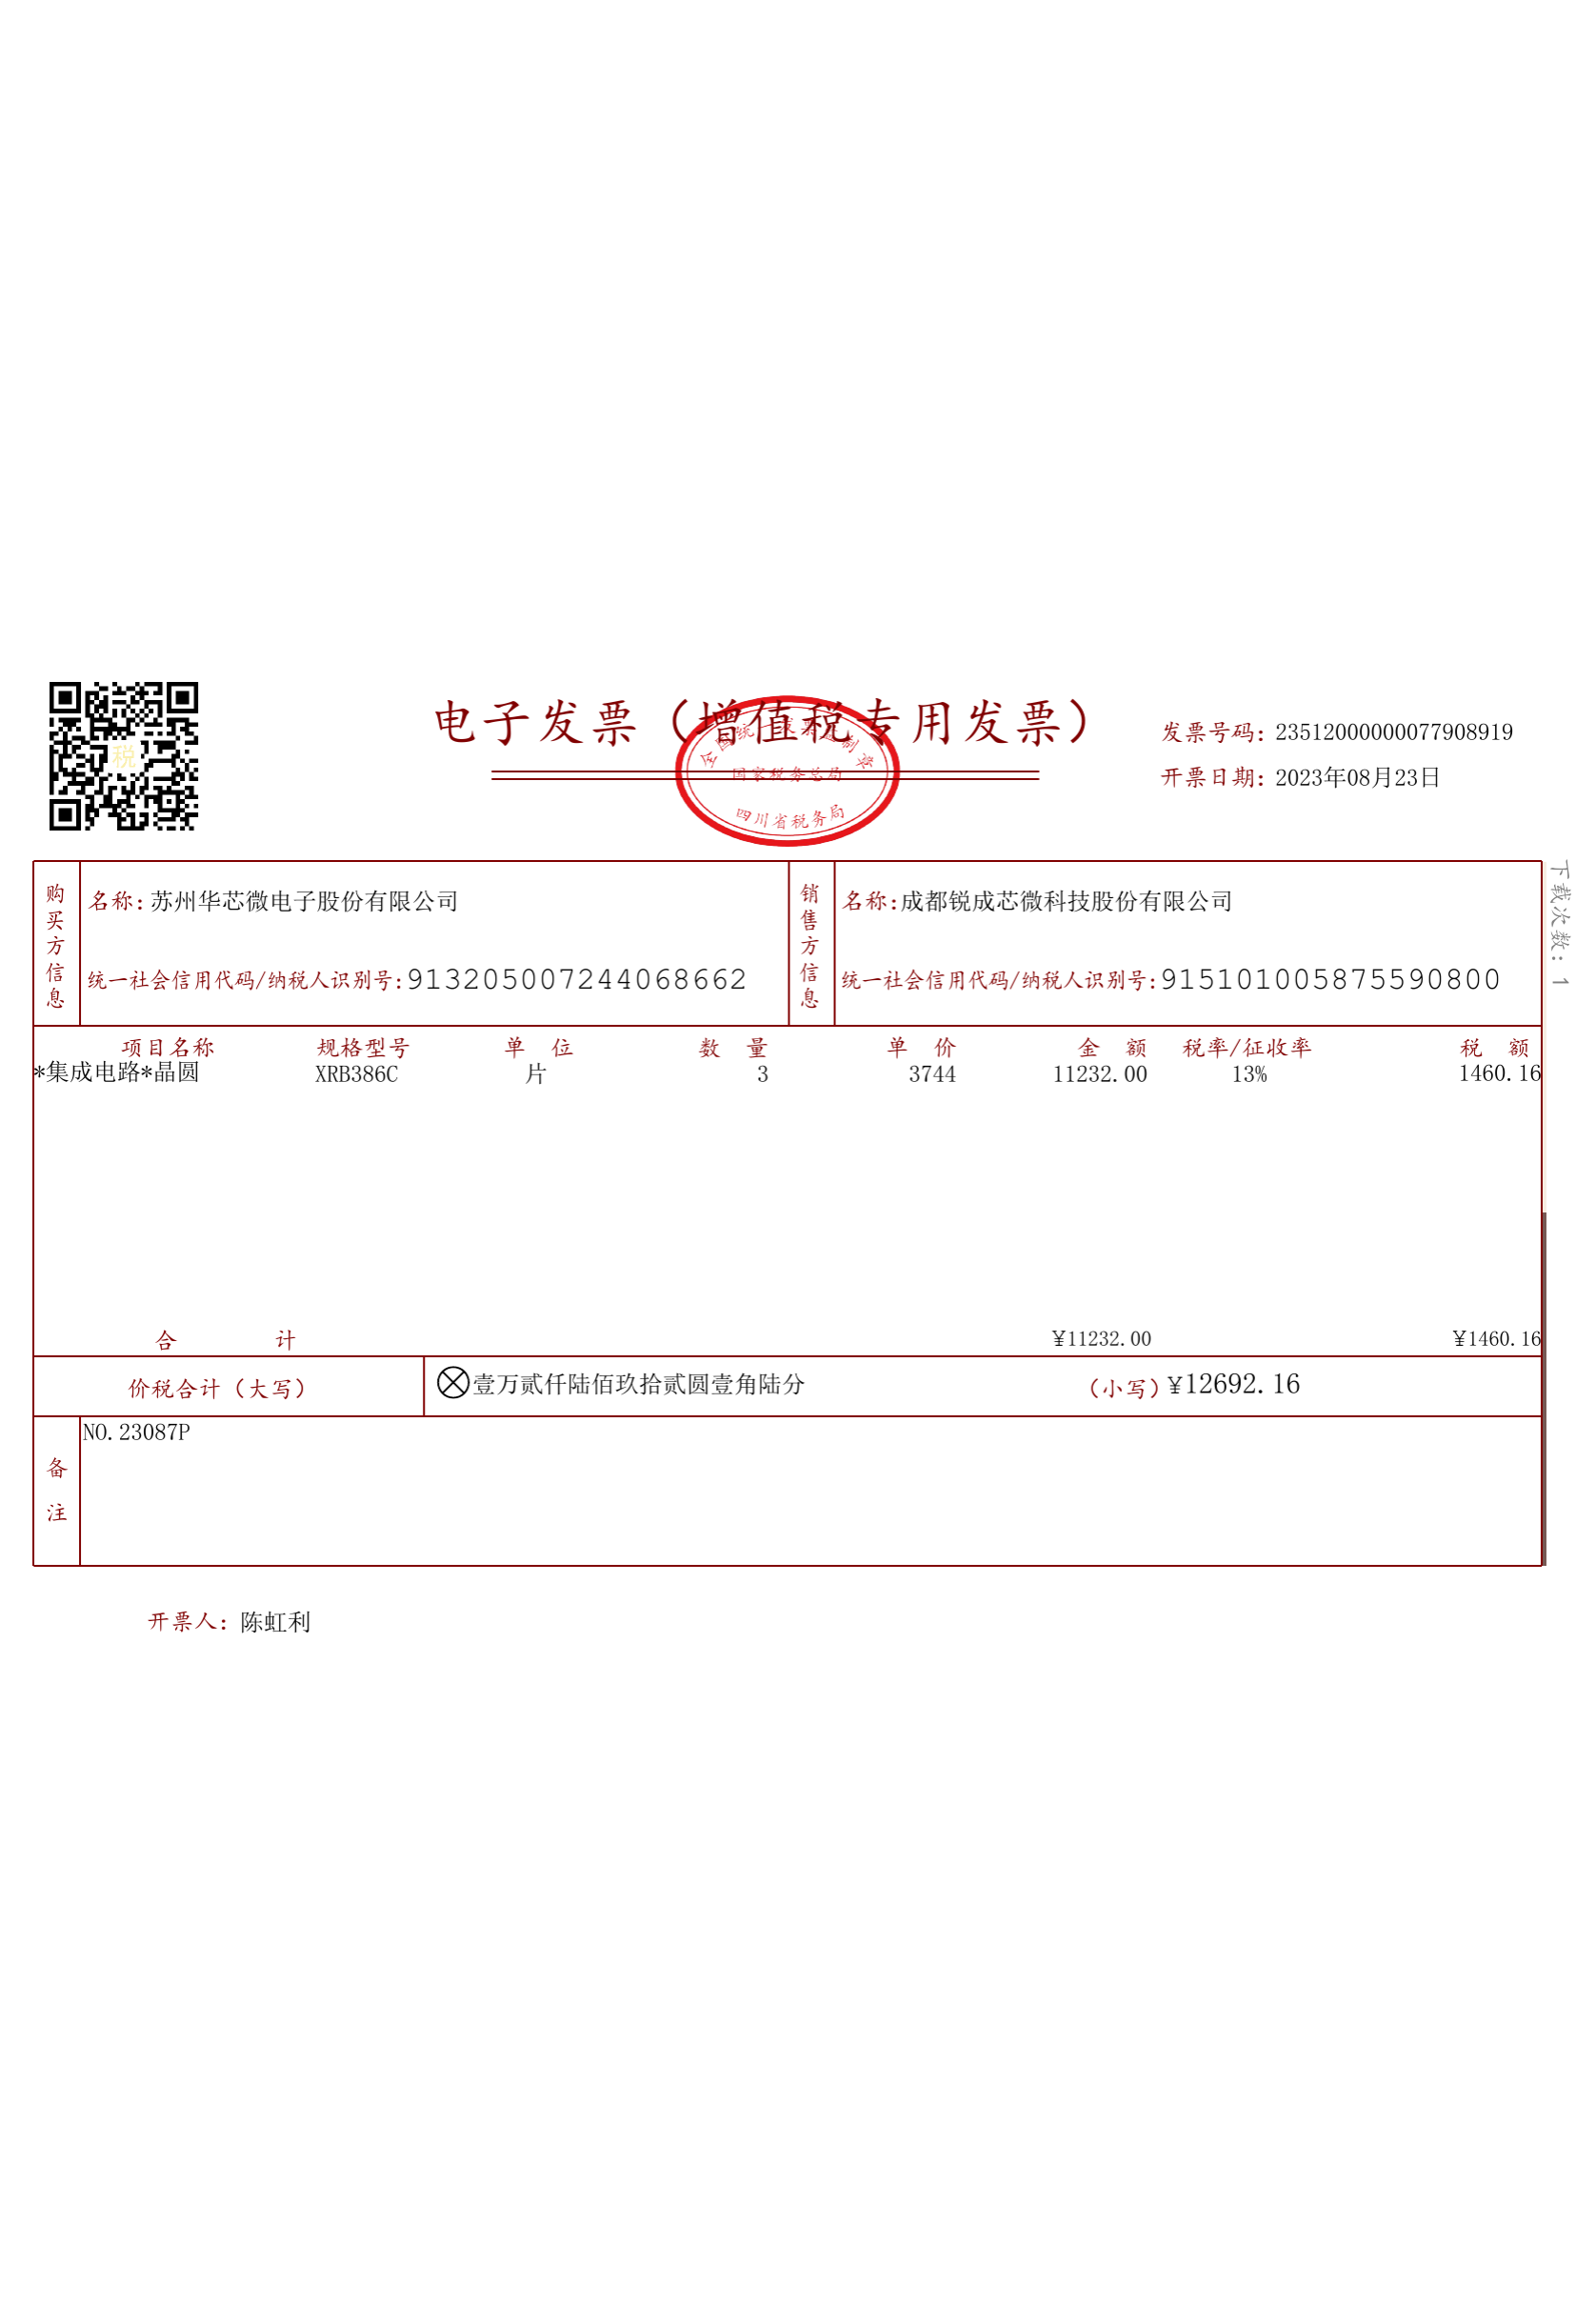 税
电子发票（增值税专用发票）
全国统一发票监制章
国家税务总局
四川省税务局
发票号码：23512000000077908919
开票日期：2023年08月23日
下载次数：1
购买方信息
名称：苏州华芯微电子股份有限公司
统一社会信用代码/纳税人识别号：913205007244068662
销售方信息
名称：成都锐成芯微科技股份有限公司
统一社会信用代码/纳税人识别号：915101005875590800
项目名称 规格型号 单 位 数 量 单 价 金 额 税率/征收率 税 额
*集成电路*晶圆 XRB386C 片 3 3744 11232.00 13% 1460.16
合 计 ¥11232.00 ¥1460.16
价税合计（大写） ⊗壹万贰仟陆佰玖拾贰圆壹角陆分 （小写）¥12692.16
备注
NO.23087P
开票人：陈虹利